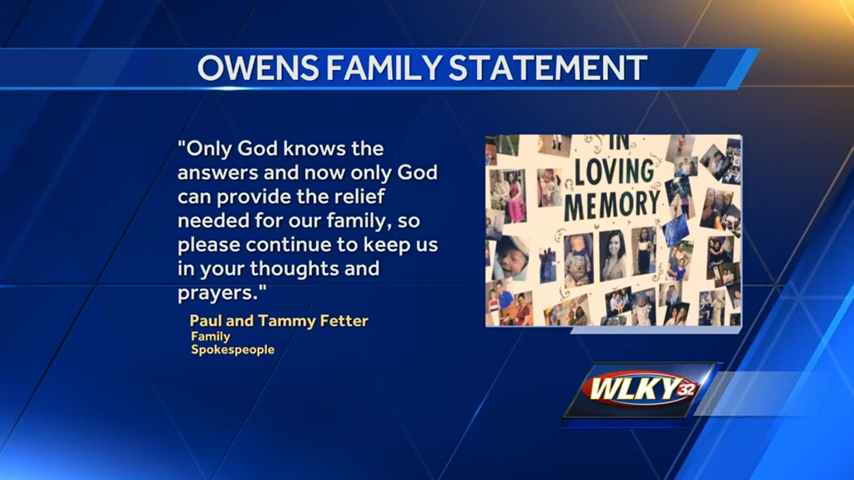 OWENS FAMILY STATEMENT
"Only God knows the
answers and now only God
can provide the relief
needed for our family, so
please continue to keep us
in your thoughts and
prayers."
Paul and Tammy Fetter
Family
Spokespeople
IN
LOVING
MEMORY
WLKY 32